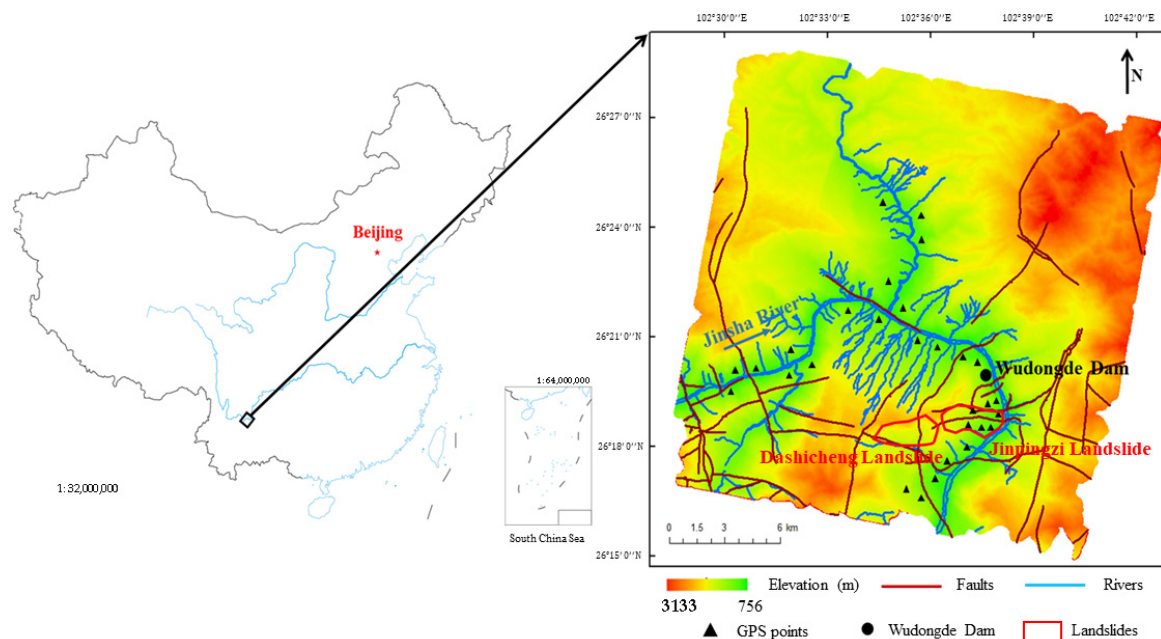 102°30'0''E 102°33'0''E 102°36'0''E 102°39'0''E 102°42'0''E
N
26°27'0''N
26°24'0''N
26°21'0''N
26°18'0''N
26°15'0''N
Beijing
Jinsha River
Wudongde Dam
Dashicheng Landslide
Jinpingzi Landslide
1:64,000,000
1:32,000,000
South China Sea
0 1.5 3 6 km
Elevation (m) Faults Rivers
3133 756
GPS points Wudongde Dam Landslides